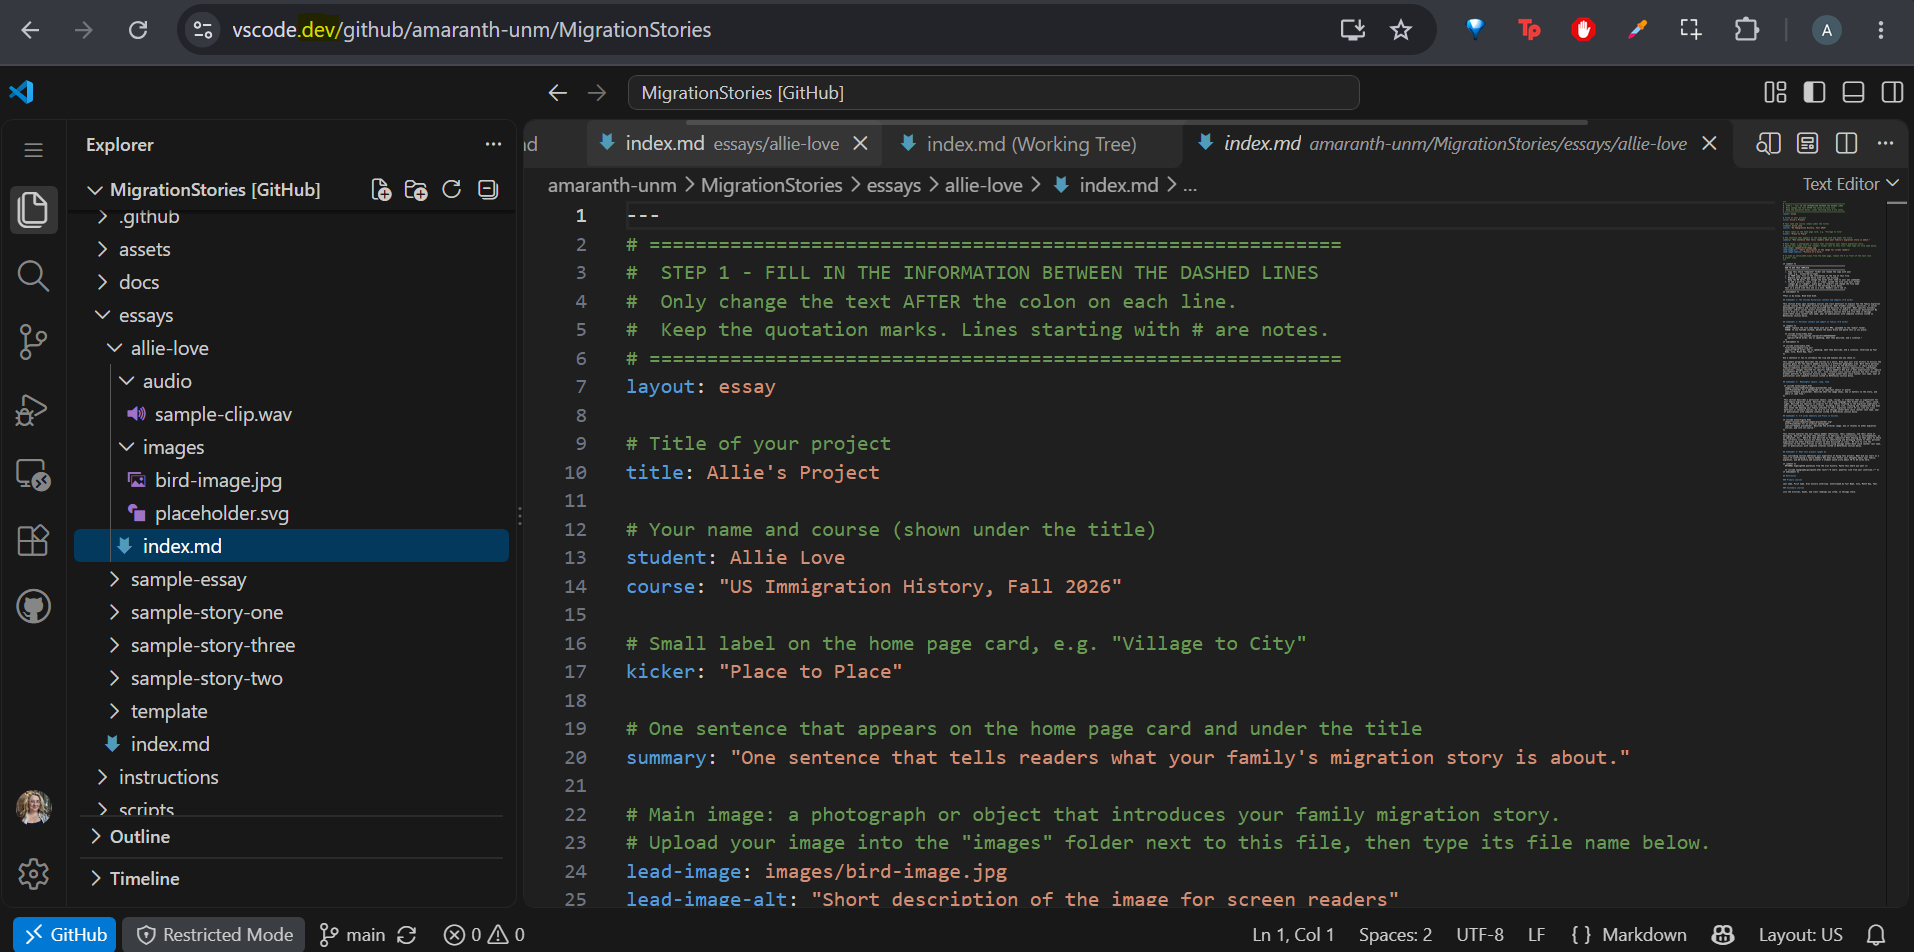 vscode.dev/github/amaranth-unm/MigrationStories
Tp
A
MigrationStories [GitHub]
Explorer
MigrationStories [GitHub]
.github
assets
docs
essays
allie-love
audio
sample-clip.wav
images
bird-image.jpg
placeholder.svg
index.md
sample-essay
sample-story-one
sample-story-three
sample-story-two
template
index.md
instructions
scripts
Outline
Timeline
index.md essays/allie-love
index.md (Working Tree)
index.md amaranth-unm/MigrationStories/essays/allie-love
amaranth-unm > MigrationStories > essays > allie-love > index.md > ...
Text Editor
1 ---
2 # ============================================================
3 #  STEP 1 - FILL IN THE INFORMATION BETWEEN THE DASHED LINES
4 #  Only change the text AFTER the colon on each line.
5 #  Keep the quotation marks. Lines starting with # are notes.
6 # ============================================================
7 layout: essay
8
9 # Title of your project
10 title: Allie's Project
11
12 # Your name and course (shown under the title)
13 student: Allie Love
14 course: "US Immigration History, Fall 2026"
15
16 # Small label on the home page card, e.g. "Village to City"
17 kicker: "Place to Place"
18
19 # One sentence that appears on the home page card and under the title
20 summary: "One sentence that tells readers what your family's migration story is about."
21
22 # Main image: a photograph or object that introduces your family migration story.
23 # Upload your image into the "images" folder next to this file, then type its file name below.
24 lead-image: images/bird-image.jpg
25 lead-image-alt: "Short description of the image for screen readers"
GitHub
Restricted Mode
main
0
0
Ln 1, Col 1
Spaces: 2
UTF-8
LF
{ } Markdown
Layout: US